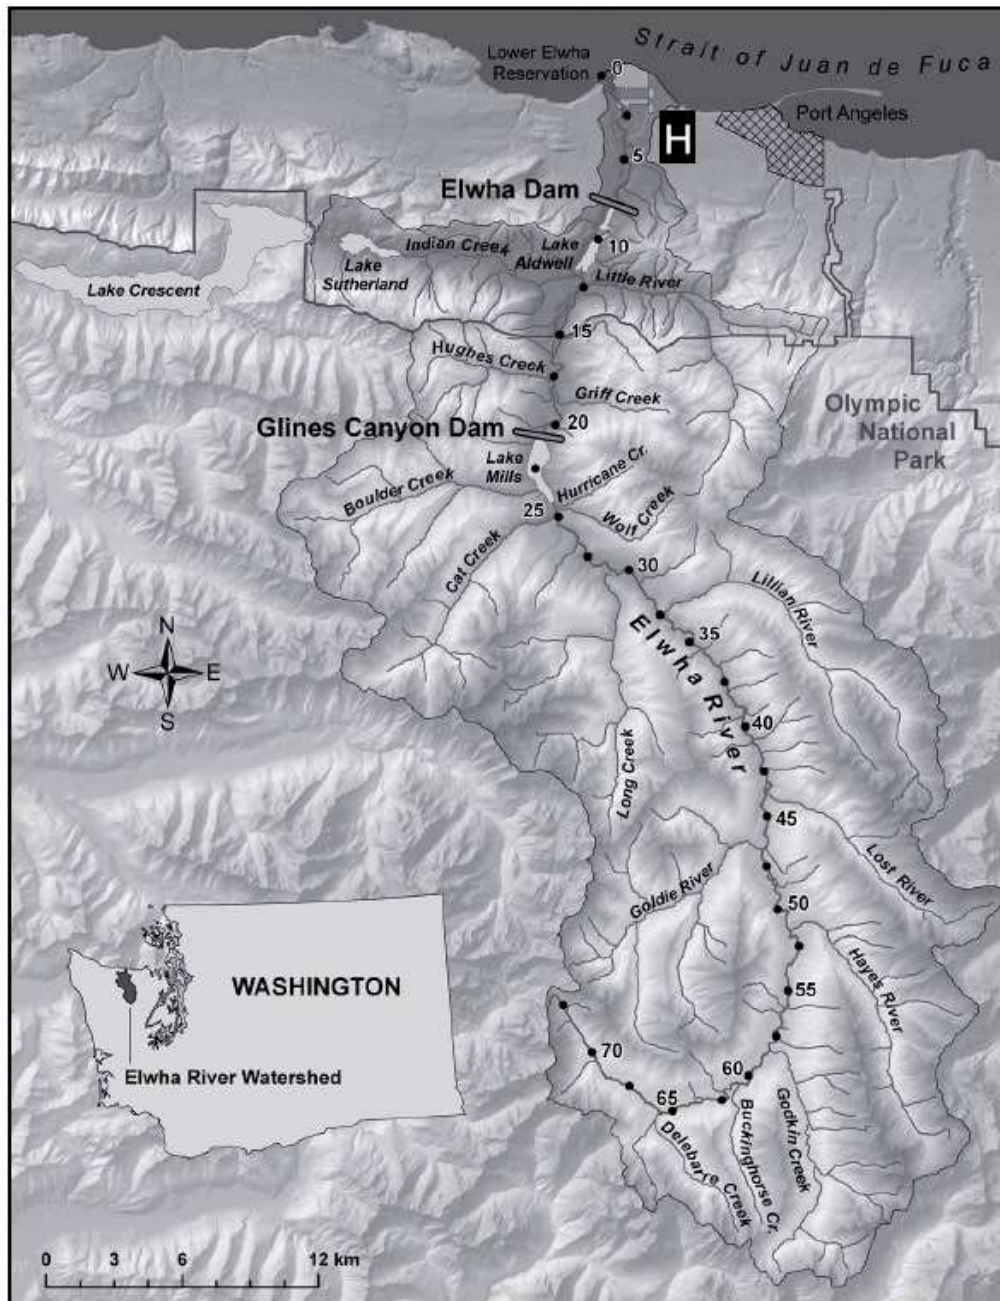 Strait of Juan de Fuca
Lower Elwha
Reservation
0
Port Angeles
H
5
Elwha Dam
10
Indian Creek
Lake
Aldwell
Lake
Sutherland
Little River
Lake Crescent
15
Hughes Creek
Griff Creek
Olympic
National
Park
20
Glines Canyon Dam
Lake
Mills
Hurricane Cr.
Boulder Creek
Wolf Creek
25
Cat Creek
30
Lillian River
35
Elwha River
N
W
E
S
40
Long Creek
45
Lost River
Goldie River
50
Hayes River
55
WASHINGTON
Elwha River Watershed
70
60
65
Godkin Creek
Buckinghorse Cr.
Delebarre Creek
0
6
12 km
3